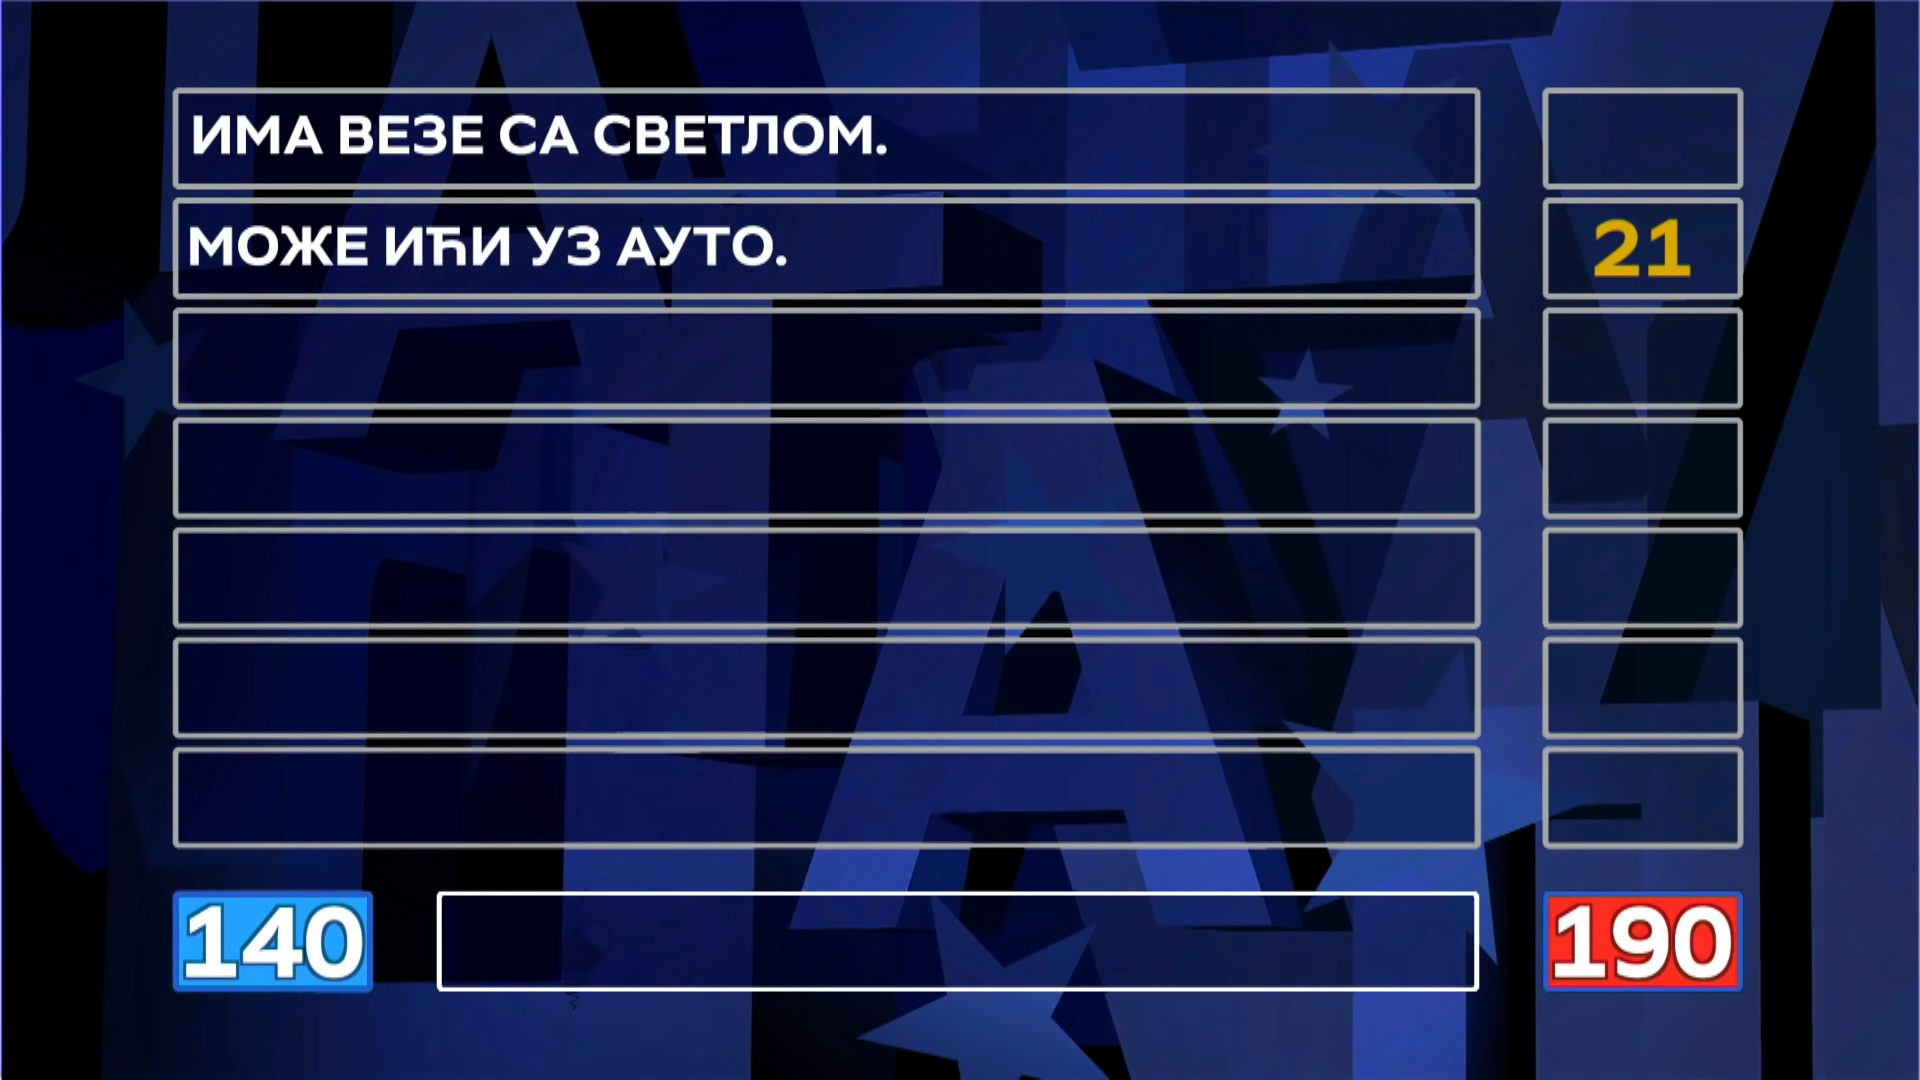 ИМА ВЕЗЕ СА СВЕТЛОМ.
МОЖЕ ИЋИ УЗ АУТО.
21
140
190